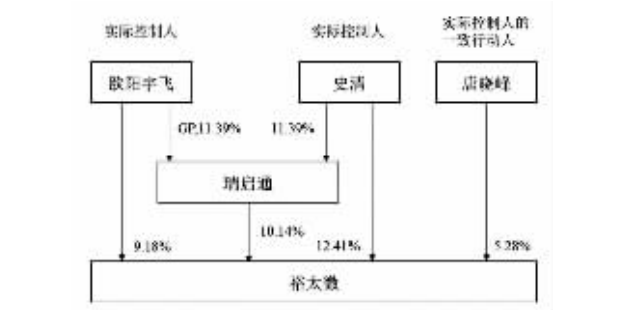 实际控制人
实际控制人
实际控制人的
一致行动人
欧阳宇飞
史清
唐晓峰
GP,11.39%
11.39%
瑞启通
10.14%
9.18%
12.41%
5.28%
裕太微